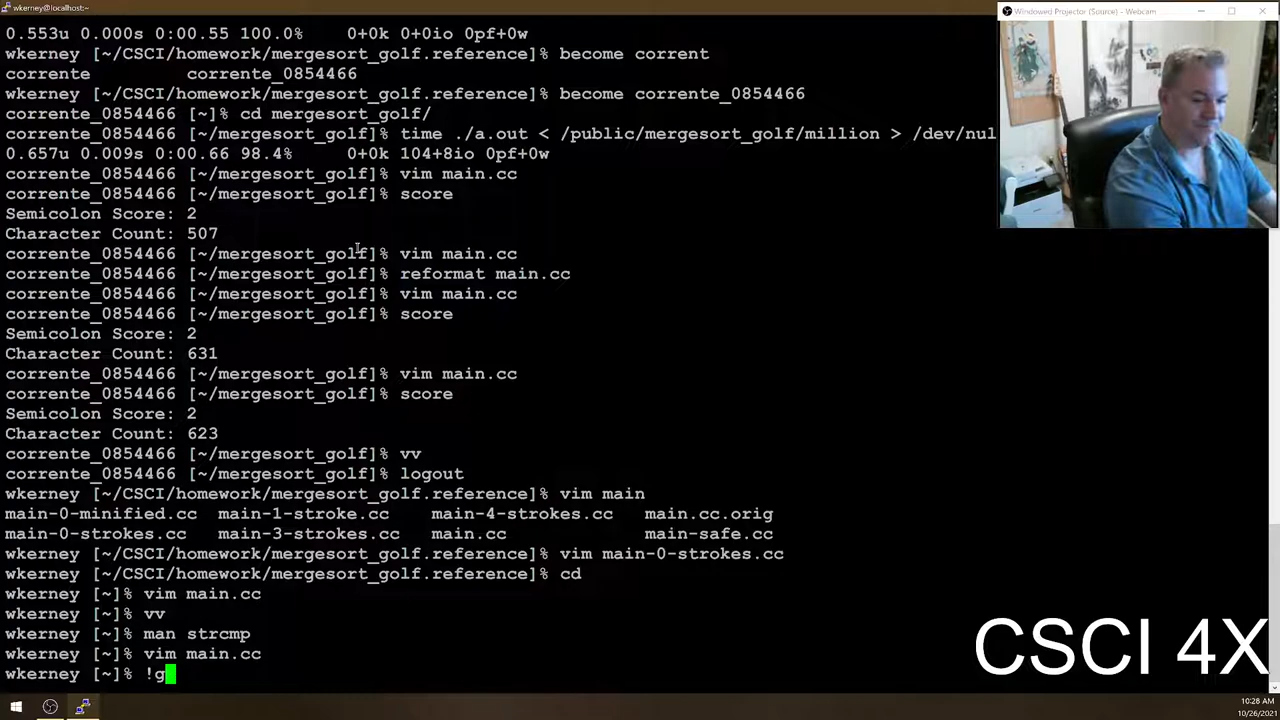 wkerney@localhost:~
Windowed Projector (Source) - Webcam
0.553u 0.000s 0:00.55 100.0%     0+0k 0+0io 0pf+0w
wkerney [~/CSCI/homework/mergesort_golf.reference]% become corrent
corrente             corrente_0854466
wkerney [~/CSCI/homework/mergesort_golf.reference]% become corrente_0854466
corrente_0854466 [~]% cd mergesort_golf/
corrente_0854466 [~/mergesort_golf]% time ./a.out < /public/mergesort_golf/million > /dev/nul
0.657u 0.009s 0:00.66 98.4%      0+0k 104+8io 0pf+0w
corrente_0854466 [~/mergesort_golf]% vim main.cc
corrente_0854466 [~/mergesort_golf]% score
Semicolon Score: 2
Character Count: 507
corrente_0854466 [~/mergesort_golf]% vim main.cc
corrente_0854466 [~/mergesort_golf]% reformat main.cc
corrente_0854466 [~/mergesort_golf]% vim main.cc
corrente_0854466 [~/mergesort_golf]% score
Semicolon Score: 2
Character Count: 631
corrente_0854466 [~/mergesort_golf]% vim main.cc
corrente_0854466 [~/mergesort_golf]% score
Semicolon Score: 2
Character Count: 623
corrente_0854466 [~/mergesort_golf]% vv
corrente_0854466 [~/mergesort_golf]% logout
wkerney [~/CSCI/homework/mergesort_golf.reference]% vim main
main-0-minified.cc  main-1-stroke.cc   main-4-strokes.cc  main.cc.orig
main-0-strokes.cc   main-3-strokes.cc  main.cc            main-safe.cc
wkerney [~/CSCI/homework/mergesort_golf.reference]% vim main-0-strokes.cc
wkerney [~/CSCI/homework/mergesort_golf.reference]% cd
wkerney [~]% vim main.cc
wkerney [~]% vv
wkerney [~]% man strcmp
wkerney [~]% vim main.cc
wkerney [~]% !g
CSCI 4X
10:28 AM
10/26/2021